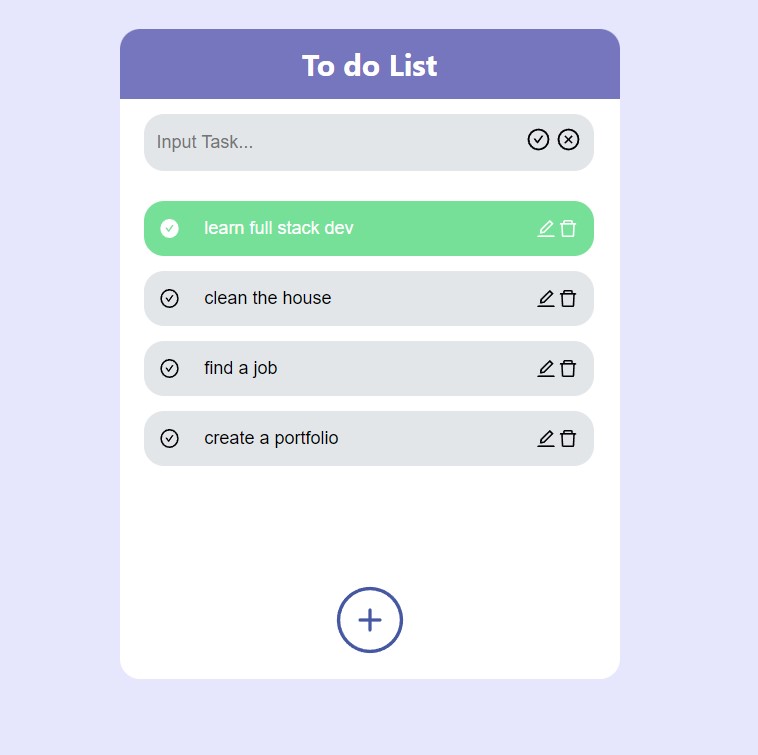 To do List
Input Task...
learn full stack dev
clean the house
find a job
create a portfolio